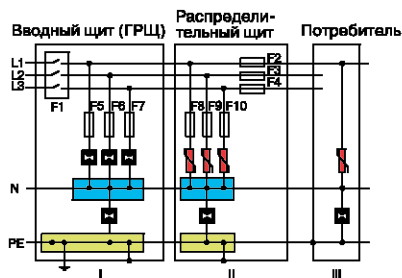 Вводный щит (ГРЩ)
Распредели-
тельный щит
Потребитель
L1
L2
L3
F1
F2
F3
F4
F5 F6 F7
F8 F9 F10
N
PE
I
II
III